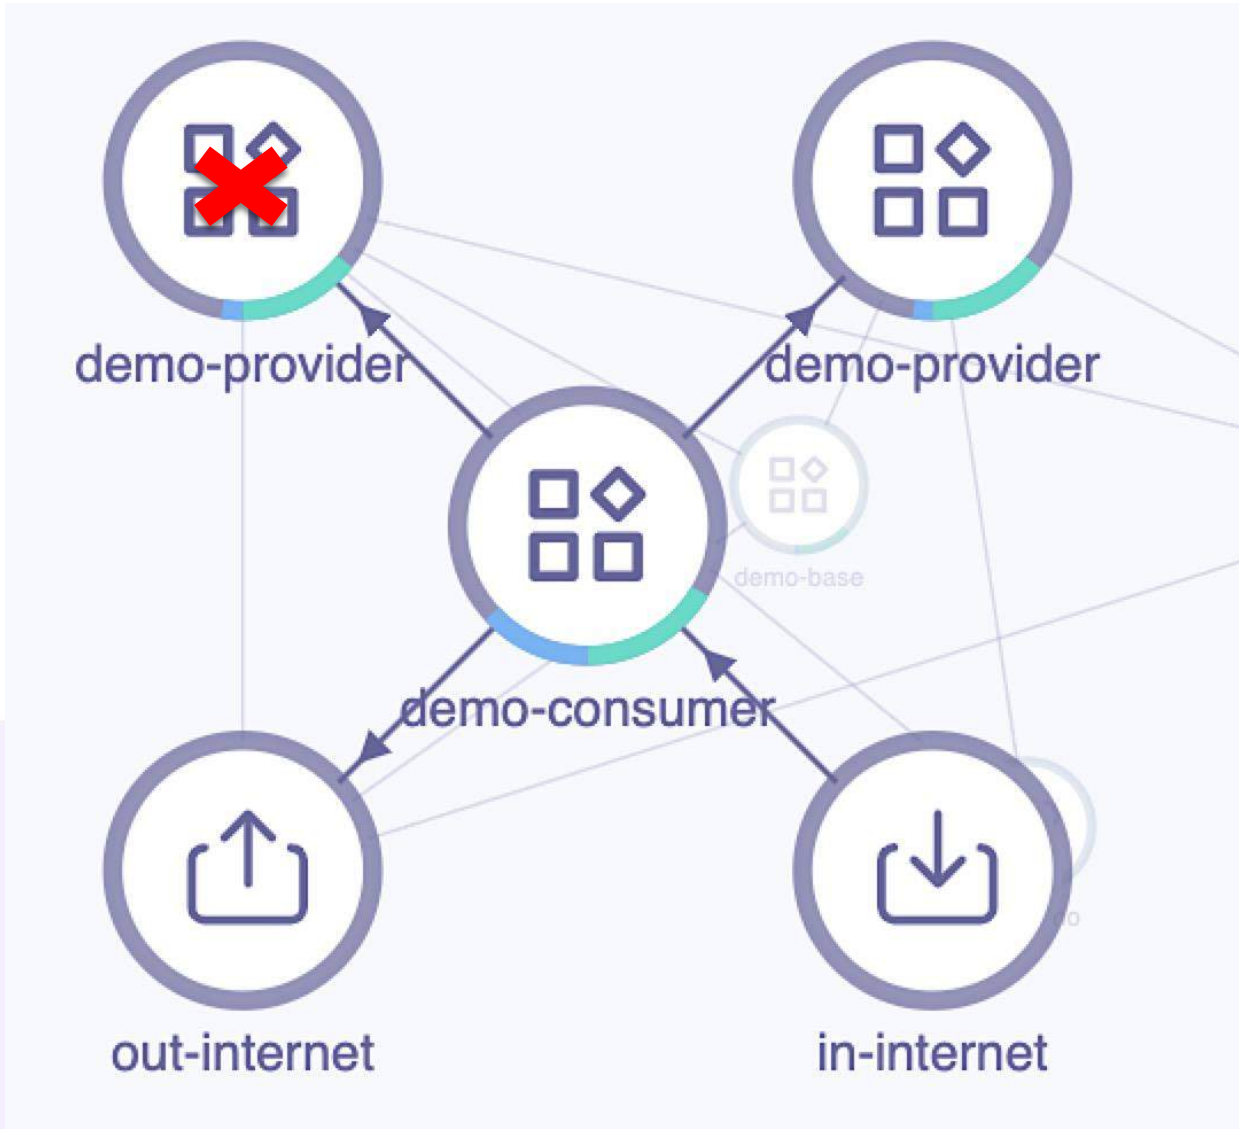 demo-provider
demo-provider
demo-base
demo-consumer
out-internet
in-internet